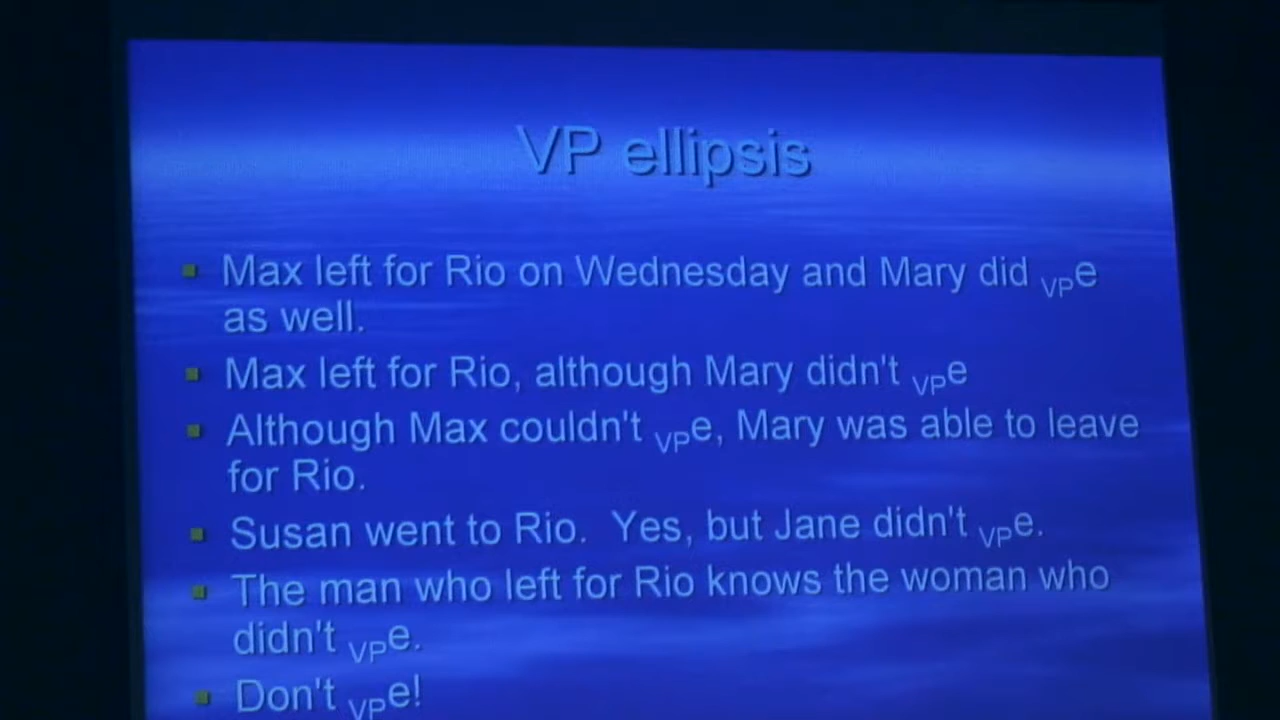 VP ellipsis
▪ Max left for Rio on Wednesday and Mary did VPe
as well.
▪ Max left for Rio, although Mary didn't VPe
▪ Although Max couldn't VPe, Mary was able to leave
for Rio.
▪ Susan went to Rio. Yes, but Jane didn't VPe.
▪ The man who left for Rio knows the woman who
didn't VPe.
▪ Don't VPe!